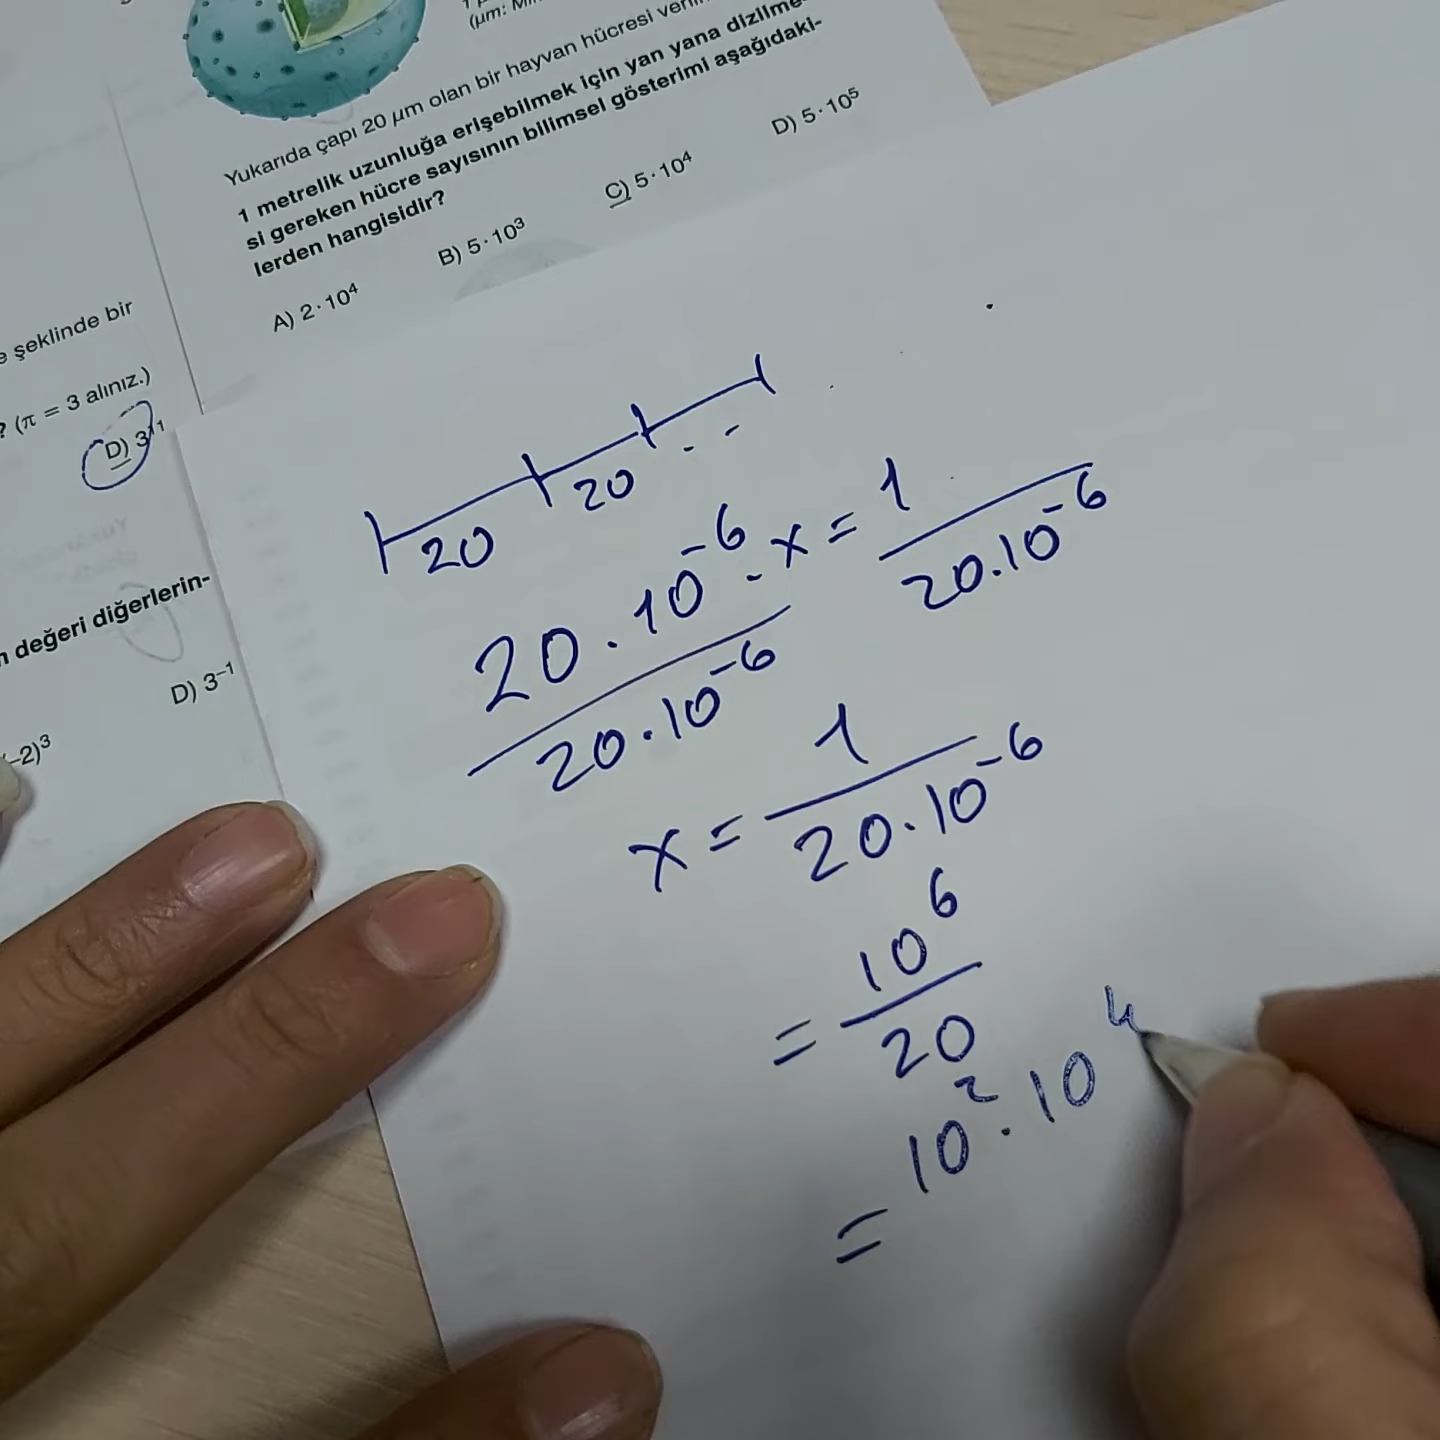 (μm:
Yukarıda çapı 20 μm olan bir hayvan hücresi
1 metrelik uzunluğa erişebilmek için yan yana dizilme-
si gereken hücre sayısının bilimsel gösterimi aşağıdaki-
lerden hangisidir?
A) 2·10⁴ B) 5·10³ C) 5·10⁴ D) 5·10⁵
şeklinde bir
? (π = 3 alınız.)
D) 3¹¹
değeri diğerlerin-
D) 3⁻¹
-2)³
20 20
20.10⁻⁶ . x = 1
20.10⁻⁶ 20.10⁻⁶
x = 1
20.10⁻⁶
= 10⁶
20
= 10² . 10⁴